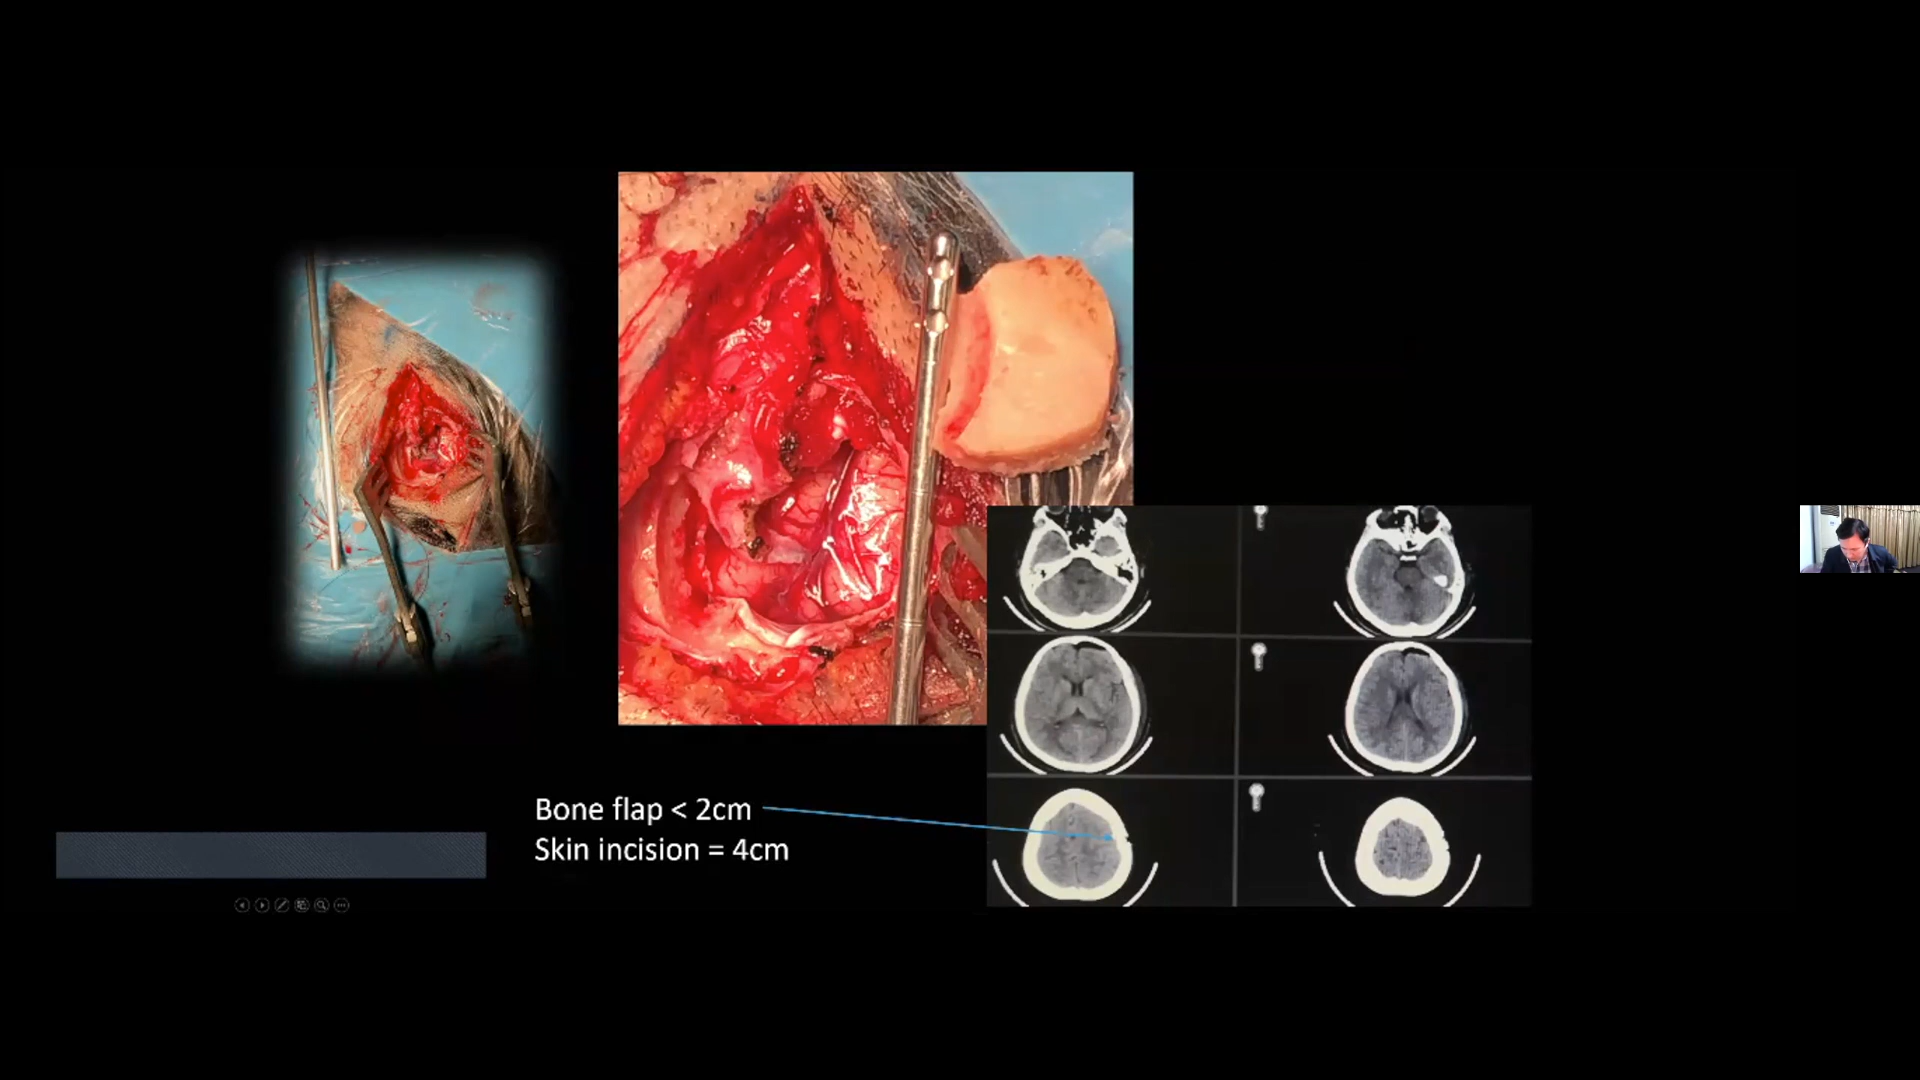 Bone flap < 2cm
Skin incision = 4cm